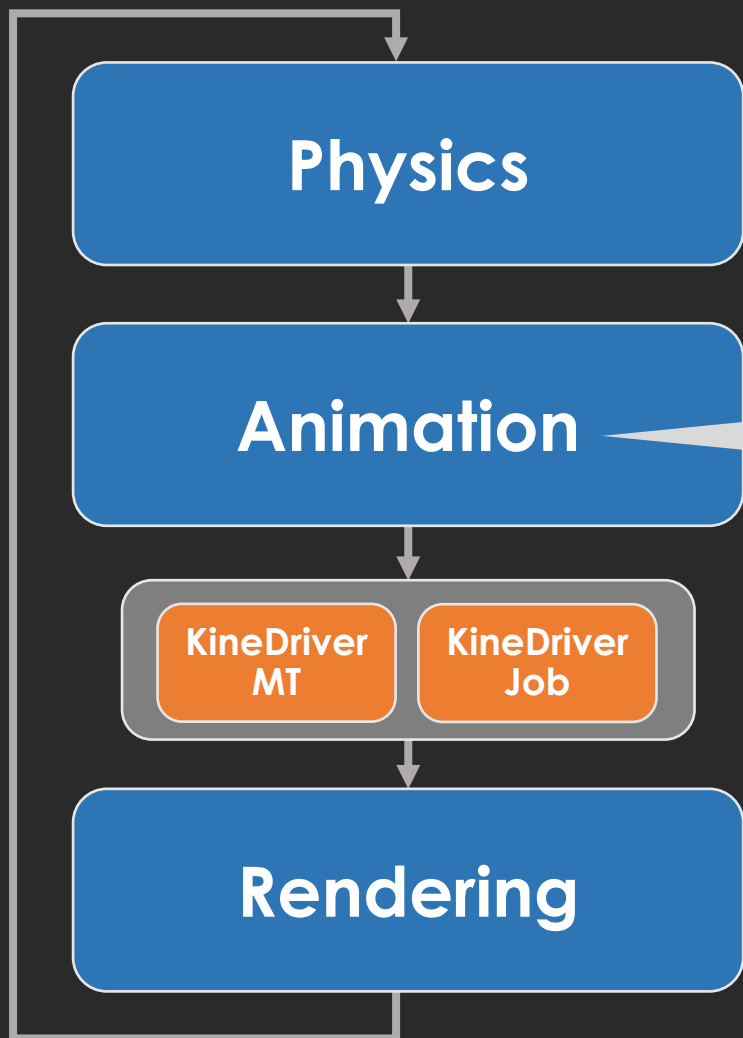 Physics
Animation
KineDriver
MT
KineDriver
Job
Rendering